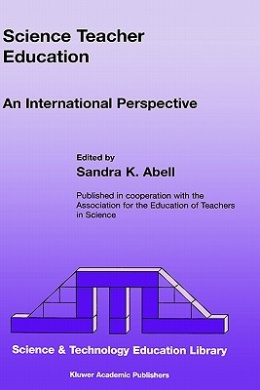 Science Teacher
Education
An International Perspective
Edited by
Sandra K. Abell
Published in cooperation with the
Association for the Education of Teachers
in Science
Science & Technology Education Library
Kluwer Academic Publishers